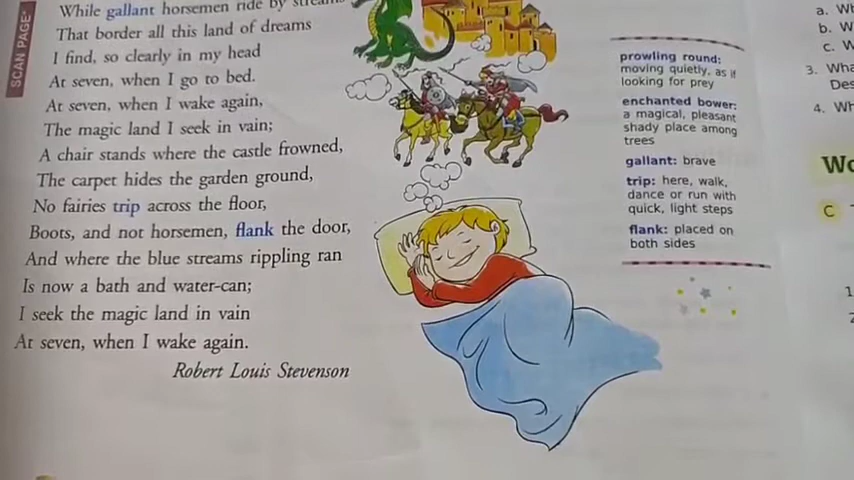 SCAN PAGE
While gallant horsemen ride by streams
That border all this land of dreams
I find, so clearly in my head
At seven, when I go to bed.
At seven, when I wake again,
The magic land I seek in vain;
A chair stands where the castle frowned,
The carpet hides the garden ground,
No fairies trip across the floor,
Boots, and not horsemen, flank the door,
And where the blue streams rippling ran
Is now a bath and water-can;
I seek the magic land in vain
At seven, when I wake again.
Robert Louis Stevenson
prowling round:
moving quietly, as if
looking for prey
enchanted bower:
a magical, pleasant
shady place among
trees
gallant: brave
trip: here, walk,
dance or run with
quick, light steps
flank: placed on
both sides
a.
b.
c.
3.
4.
C
1